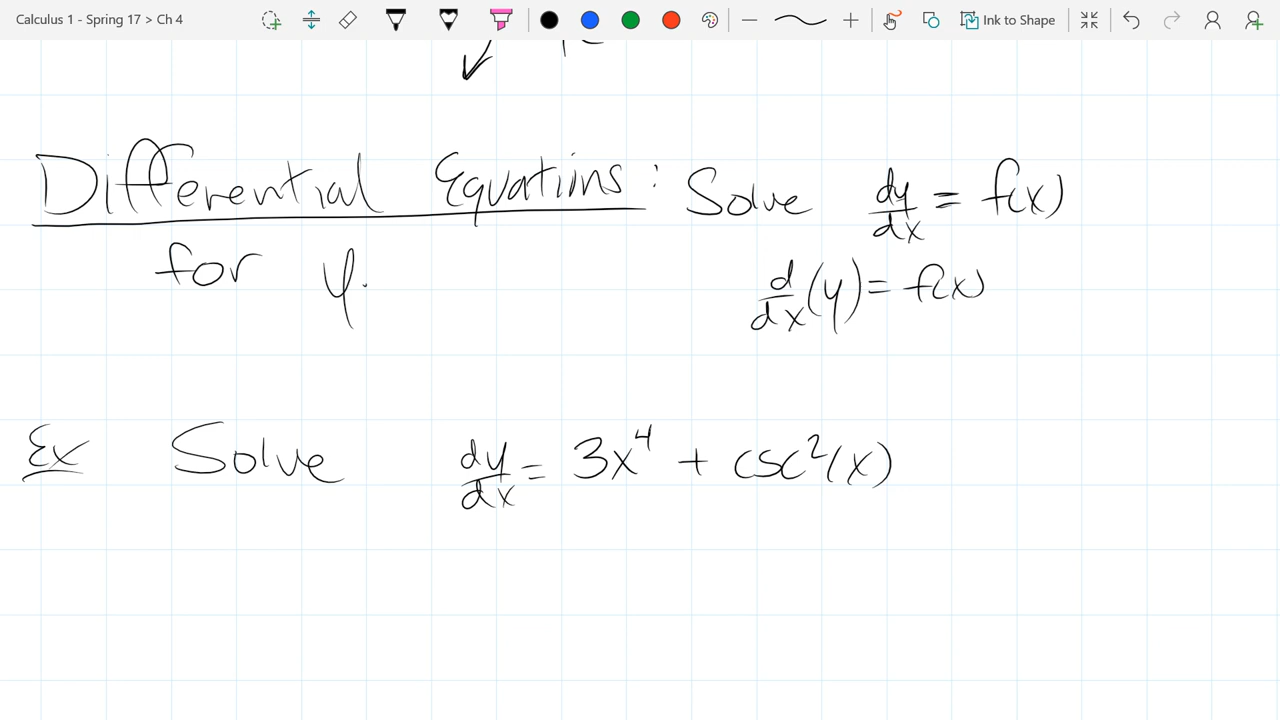 Calculus 1 - Spring 17 > Ch 4
Ink to Shape
Differential Equations: Solve dy/dx = f(x)
for y.
d/dx (y) = f(x)
Ex Solve dy/dx = 3x^4 + csc^2(x)